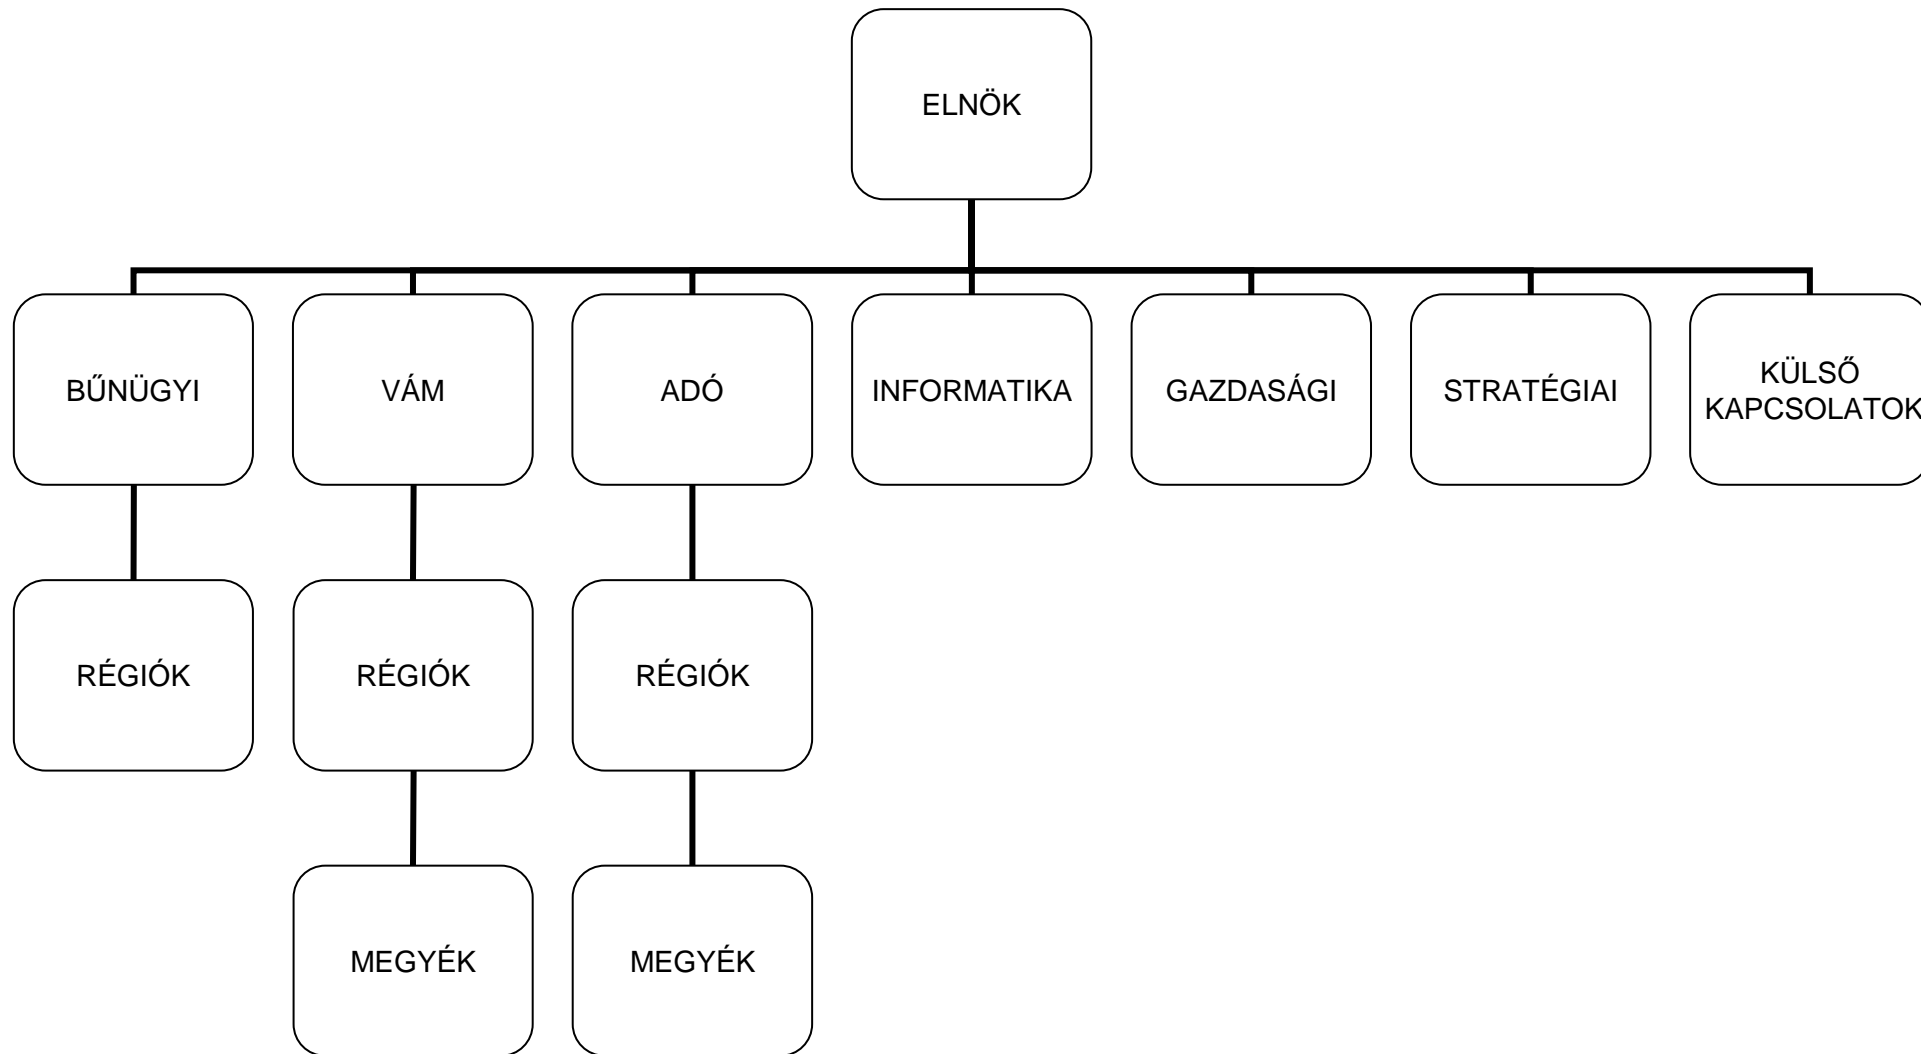 ELNÖK
BŰNÜGYI
VÁM
ADÓ
INFORMATIKA
GAZDASÁGI
STRATÉGIAI
KÜLSŐ
KAPCSOLATOK
RÉGIÓK
RÉGIÓK
RÉGIÓK
MEGYÉK
MEGYÉK